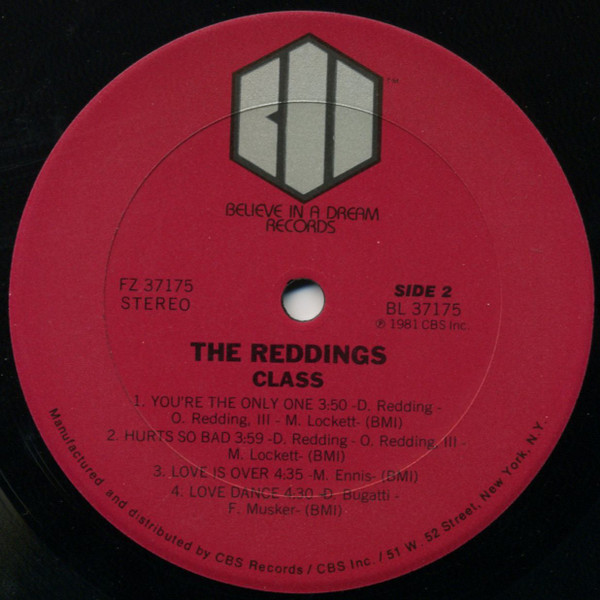 BID
TM
BELIEVE IN A DREAM
RECORDS
FZ 37175
STEREO
SIDE 2
BL 37175
℗ 1981 CBS Inc.
THE REDDINGS
CLASS
1. YOU'RE THE ONLY ONE 3:50 -D. Redding -
O. Redding, III - M. Lockett- (BMI)
2. HURTS SO BAD 3:59 -D. Redding - O. Redding, III -
M. Lockett- (BMI)
3. LOVE IS OVER 4:35 -M. Ennis- (BMI)
4. LOVE DANCE 4:30 -D. Bugatti -
F. Musker- (BMI)
Manufactured and distributed by CBS Records / CBS Inc. / 51 W. 52 Street, New York, N.Y.